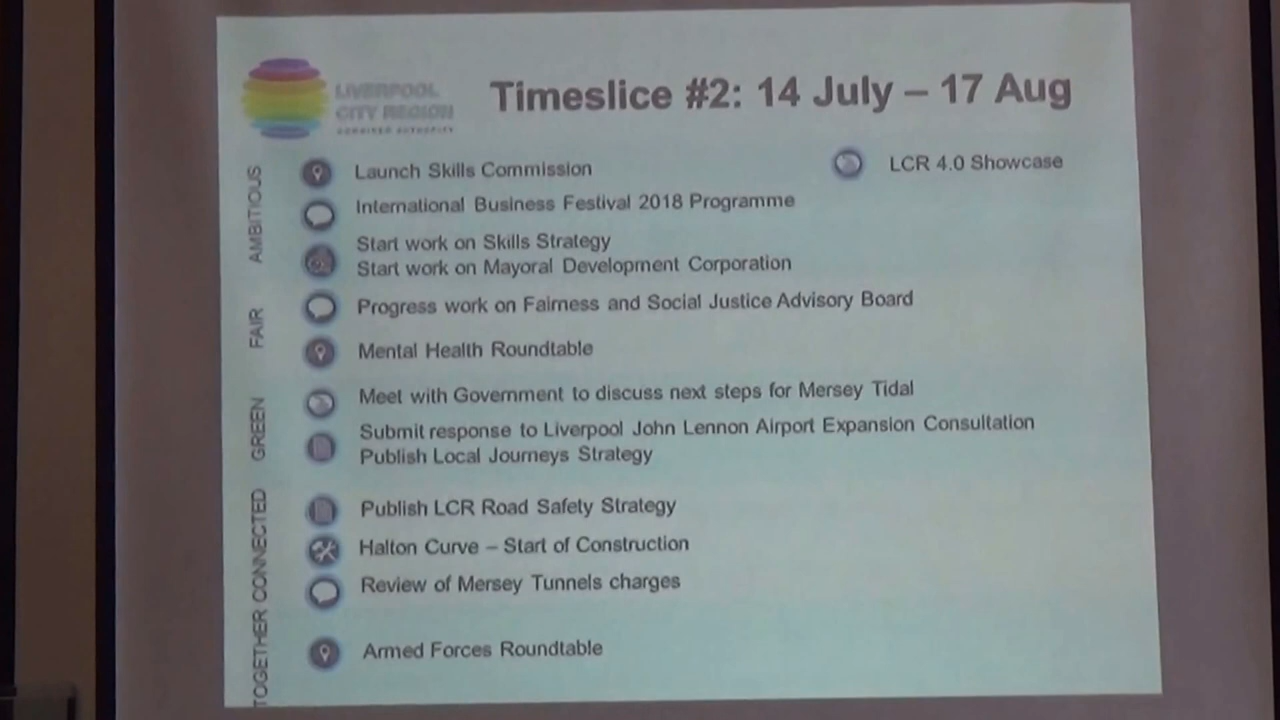 LIVERPOOL
CITY REGION
COMBINED AUTHORITY
Timeslice #2: 14 July – 17 Aug
AMBITIOUS
Launch Skills Commission
LCR 4.0 Showcase
International Business Festival 2018 Programme
Start work on Skills Strategy
Start work on Mayoral Development Corporation
FAIR
Progress work on Fairness and Social Justice Advisory Board
Mental Health Roundtable
GREEN
Meet with Government to discuss next steps for Mersey Tidal
Submit response to Liverpool John Lennon Airport Expansion Consultation
Publish Local Journeys Strategy
CONNECTED
Publish LCR Road Safety Strategy
Halton Curve – Start of Construction
Review of Mersey Tunnels charges
TOGETHER
Armed Forces Roundtable